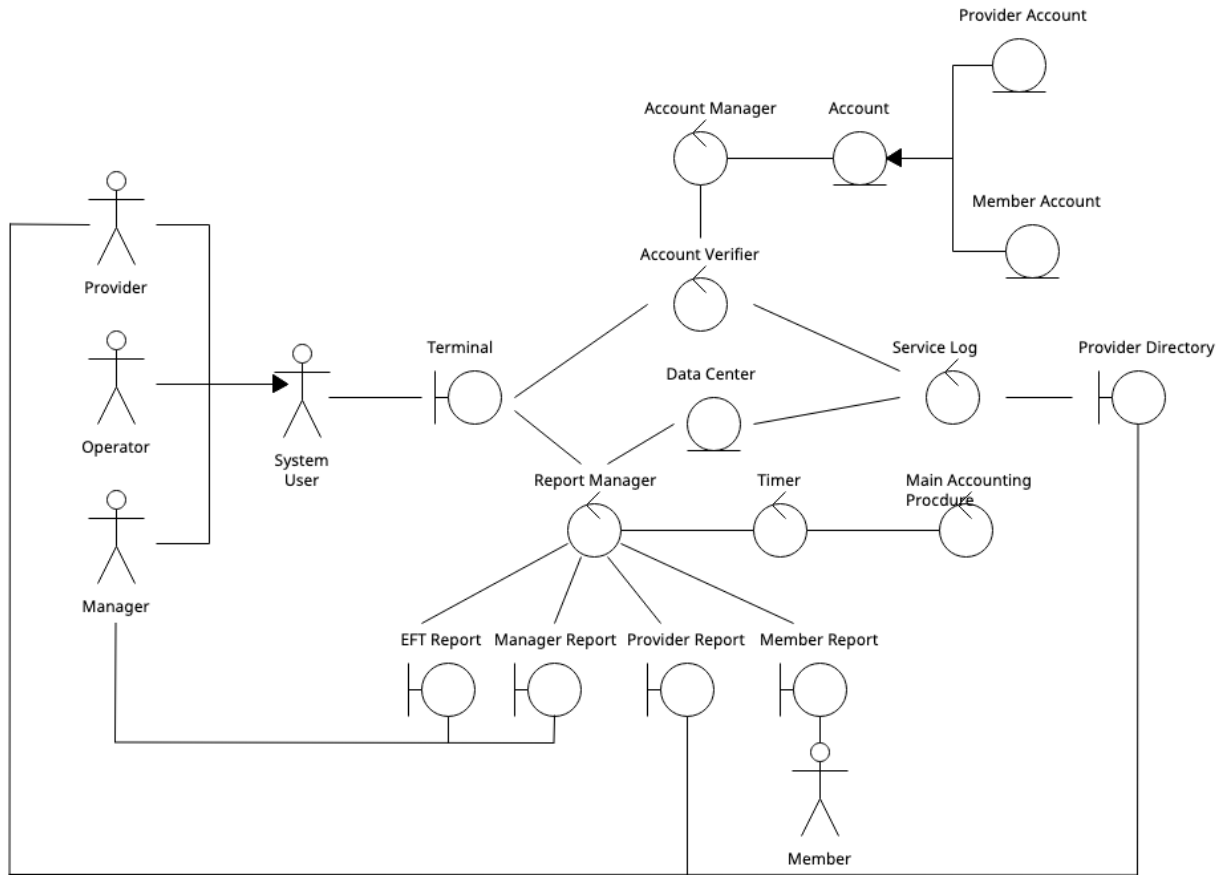 Provider Account
Account Manager
Account
Member Account
Account Verifier
Provider
Terminal
Service Log
Provider Directory
Data Center
Operator
System
User
Report Manager
Timer
Main Accounting
Procdure
Manager
EFT Report
Manager Report
Provider Report
Member Report
Member